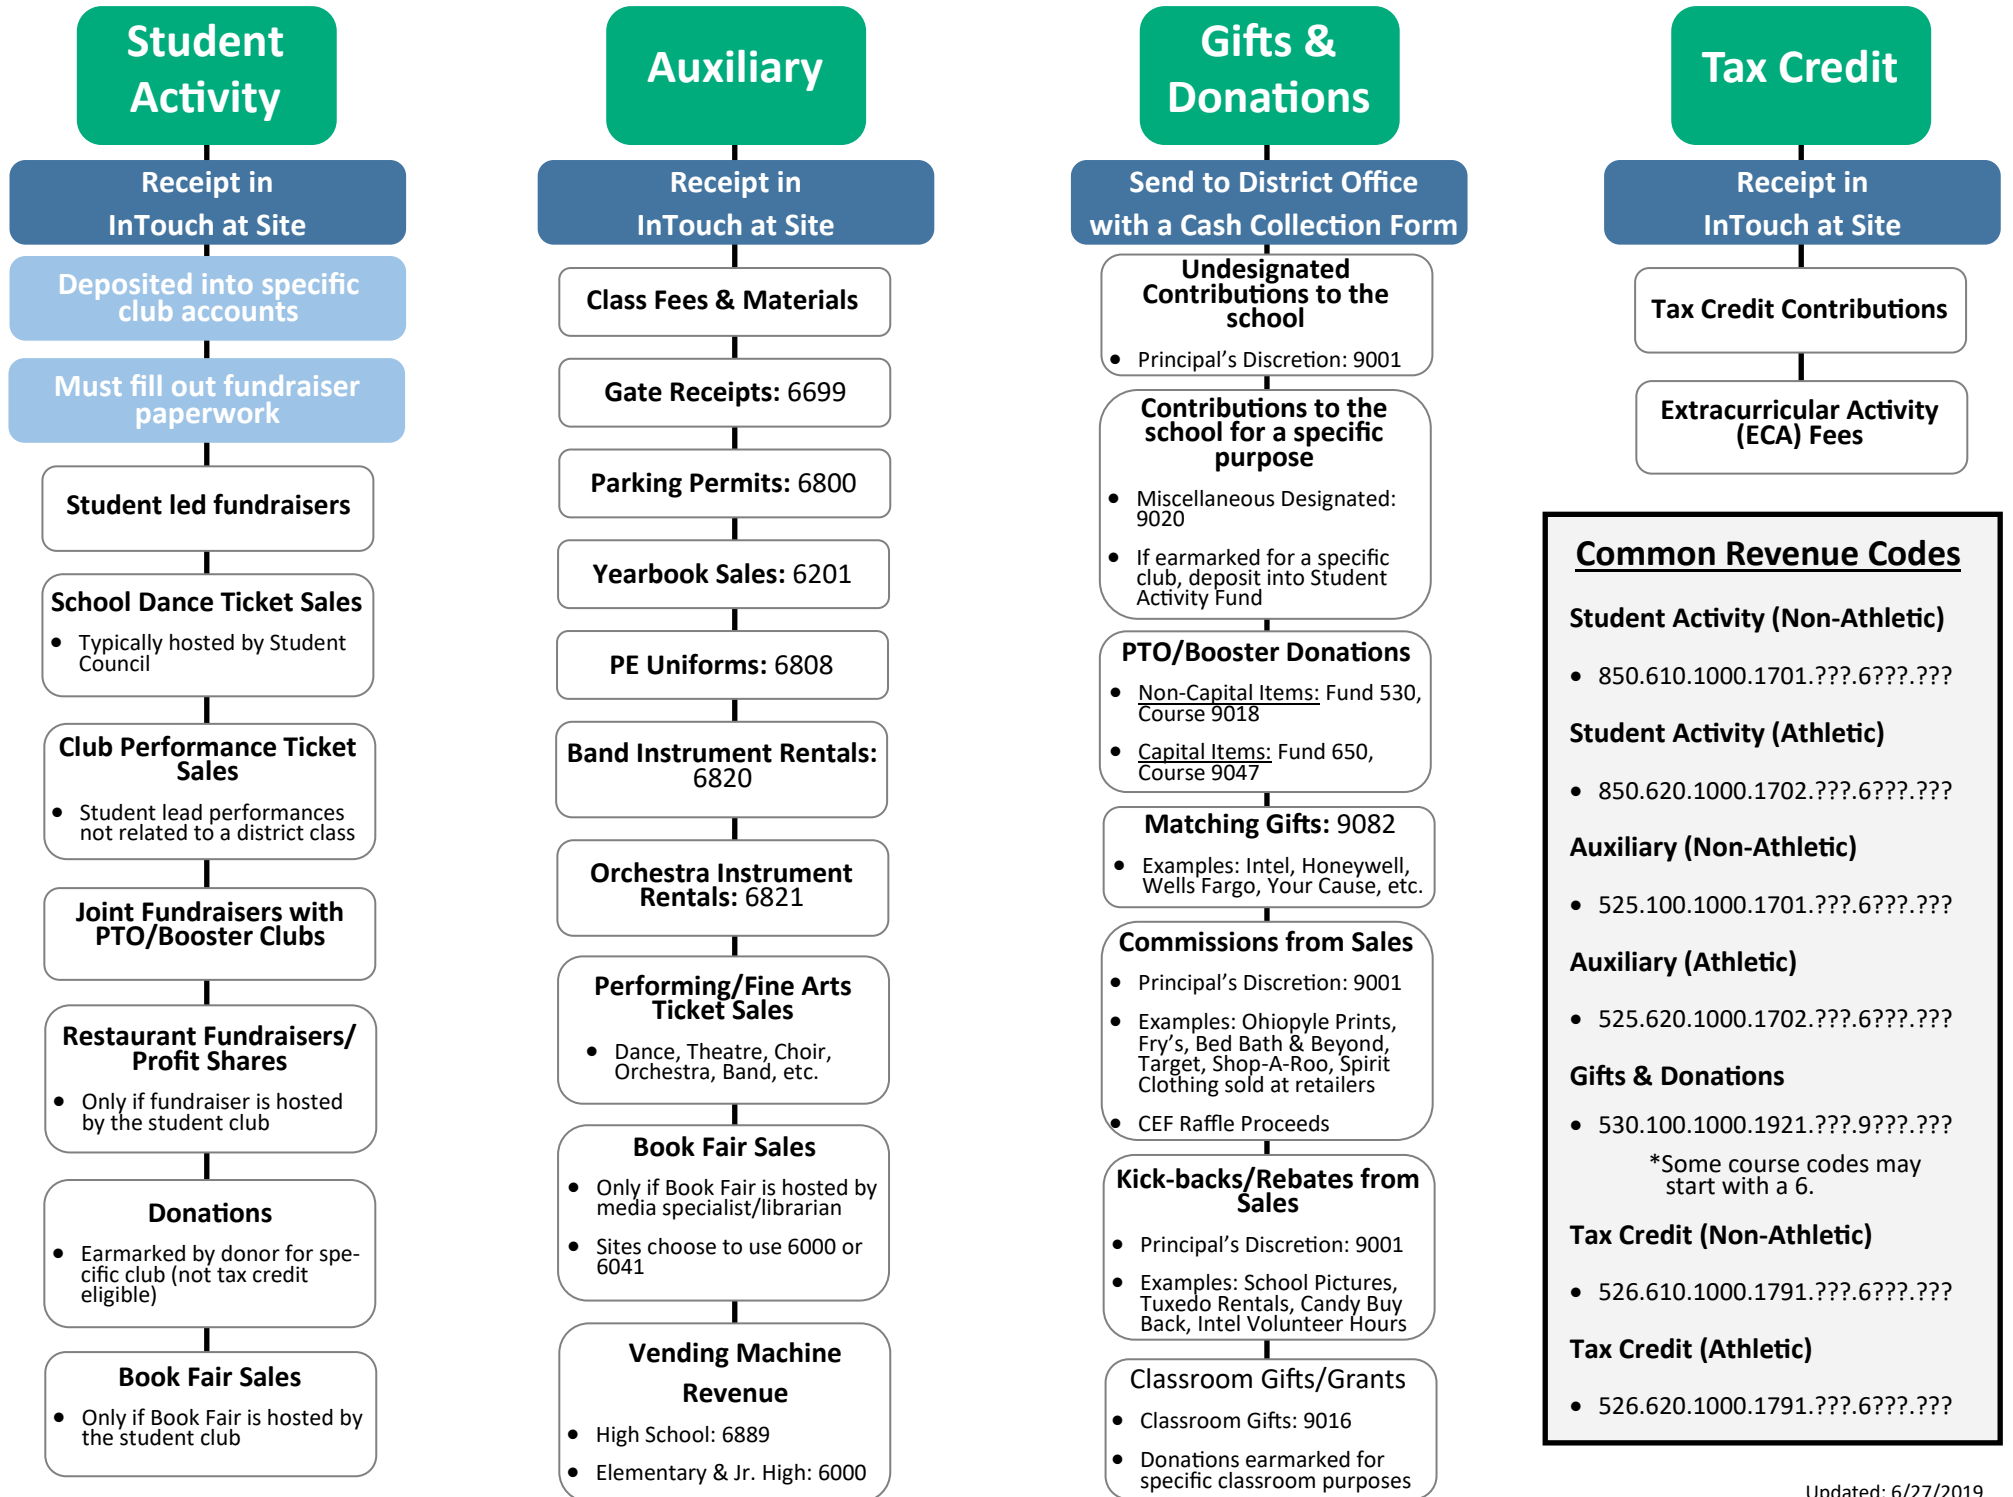 Student
Activity
Receipt in
InTouch at Site
Deposited into specific
club accounts
Must fill out fundraiser
paperwork
Student led fundraisers
School Dance Ticket Sales
• Typically hosted by Student
Council
Club Performance Ticket
Sales
• Student lead performances
not related to a district class
Joint Fundraisers with
PTO/Booster Clubs
Restaurant Fundraisers/
Profit Shares
• Only if fundraiser is hosted
by the student club
Donations
• Earmarked by donor for spe-
cific club (not tax credit
eligible)
Book Fair Sales
• Only if Book Fair is hosted by
the student club
Auxiliary
Receipt in
InTouch at Site
Class Fees & Materials
Gate Receipts: 6699
Parking Permits: 6800
Yearbook Sales: 6201
PE Uniforms: 6808
Band Instrument Rentals:
6820
Orchestra Instrument
Rentals: 6821
Performing/Fine Arts
Ticket Sales
• Dance, Theatre, Choir,
Orchestra, Band, etc.
Book Fair Sales
• Only if Book Fair is hosted by
media specialist/librarian
• Sites choose to use 6000 or
6041
Vending Machine
Revenue
• High School: 6889
• Elementary & Jr. High: 6000
Gifts &
Donations
Send to District Office
with a Cash Collection Form
Undesignated
Contributions to the
school
• Principal's Discretion: 9001
Contributions to the
school for a specific
purpose
• Miscellaneous Designated:
9020
• If earmarked for a specific
club, deposit into Student
Activity Fund
PTO/Booster Donations
• Non-Capital Items: Fund 530,
Course 9018
• Capital Items: Fund 650,
Course 9047
Matching Gifts: 9082
• Examples: Intel, Honeywell,
Wells Fargo, Your Cause, etc.
Commissions from Sales
• Principal's Discretion: 9001
• Examples: Ohiopyle Prints,
Fry's, Bed Bath & Beyond,
Target, Shop-A-Roo, Spirit
Clothing sold at retailers
• CEF Raffle Proceeds
Kick-backs/Rebates from
Sales
• Principal's Discretion: 9001
• Examples: School Pictures,
Tuxedo Rentals, Candy Buy
Back, Intel Volunteer Hours
Classroom Gifts/Grants
• Classroom Gifts: 9016
• Donations earmarked for
specific classroom purposes
Tax Credit
Receipt in
InTouch at Site
Tax Credit Contributions
Extracurricular Activity
(ECA) Fees
Common Revenue Codes
Student Activity (Non-Athletic)
• 850.610.1000.1701.???.6???.???
Student Activity (Athletic)
• 850.620.1000.1702.???.6???.???
Auxiliary (Non-Athletic)
• 525.100.1000.1701.???.6???.???
Auxiliary (Athletic)
• 525.620.1000.1702.???.6???.???
Gifts & Donations
• 530.100.1000.1921.???.9???.???
*Some course codes may
start with a 6.
Tax Credit (Non-Athletic)
• 526.610.1000.1791.???.6???.???
Tax Credit (Athletic)
• 526.620.1000.1791.???.6???.???
Updated: 6/27/2019